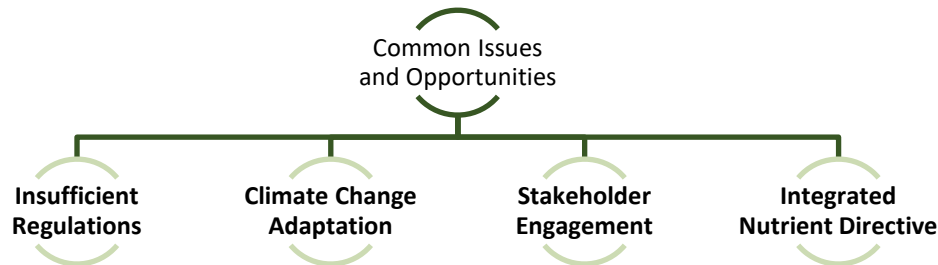 Common Issues
and Opportunities
Insufficient
Regulations
Climate Change
Adaptation
Stakeholder
Engagement
Integrated
Nutrient Directive